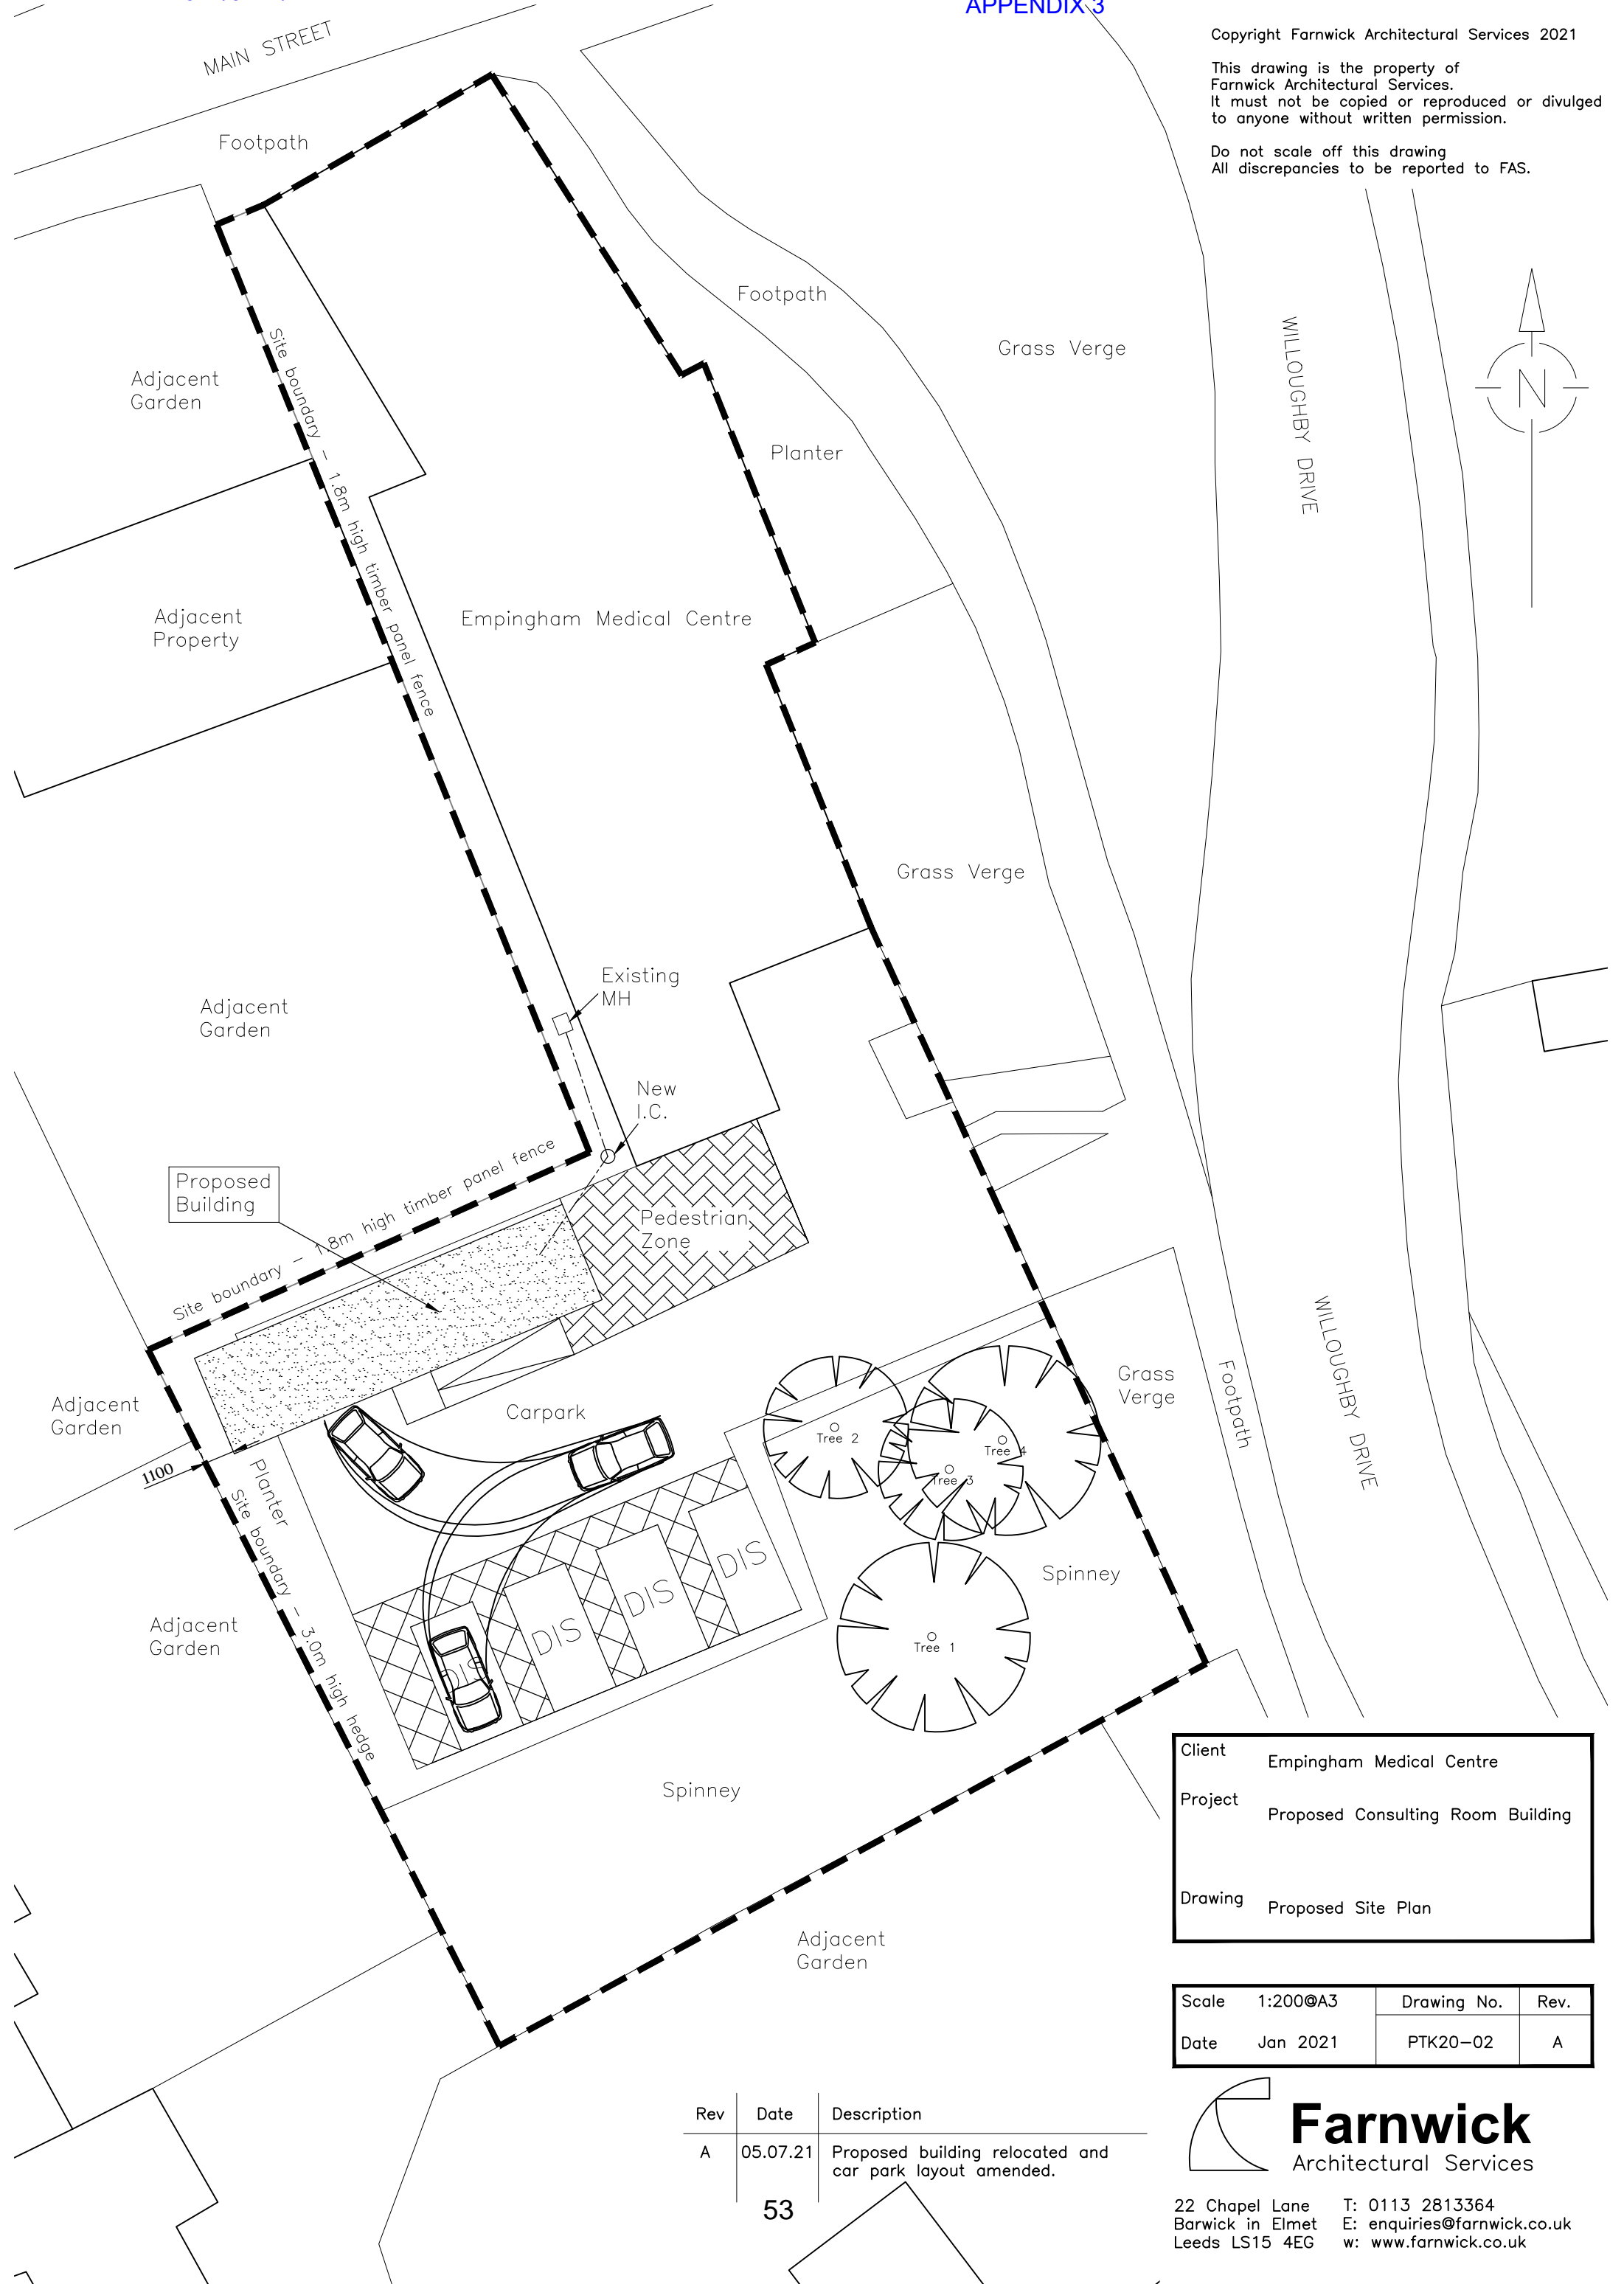 APPENDIX 3
Copyright Farnwick Architectural Services 2021
This drawing is the property of
Farnwick Architectural Services.
It must not be copied or reproduced or divulged
to anyone without written permission.
Do not scale off this drawing
All discrepancies to be reported to FAS.
MAIN STREET
Footpath
Footpath
Grass Verge
WILLOUGHBY DRIVE
N
Adjacent
Garden
Site boundary - 1.8m high timber panel fence
Planter
Adjacent
Property
Empingham Medical Centre
Grass Verge
Existing
MH
Adjacent
Garden
New
I.C.
Proposed
Building
Site boundary - 1.8m high timber panel fence
Pedestrian
Zone
Adjacent
Garden
Carpark
Grass
Verge
Footpath
WILLOUGHBY DRIVE
Tree 2
Tree 4
Tree 3
1100
Planter
Site boundary - 3.0m high hedge
DIS
DIS
DIS
DIS
Spinney
Adjacent
Garden
Tree 1
Spinney
Adjacent
Garden
Client
Empingham Medical Centre
Project
Proposed Consulting Room Building
Drawing
Proposed Site Plan
Scale 1:200@A3 Drawing No. Rev.
Date Jan 2021 PTK20-02 A
Rev Date Description
A 05.07.21 Proposed building relocated and
car park layout amended.
53
Farnwick
Architectural Services
22 Chapel Lane T: 0113 2813364
Barwick in Elmet E: enquiries@farnwick.co.uk
Leeds LS15 4EG w: www.farnwick.co.uk